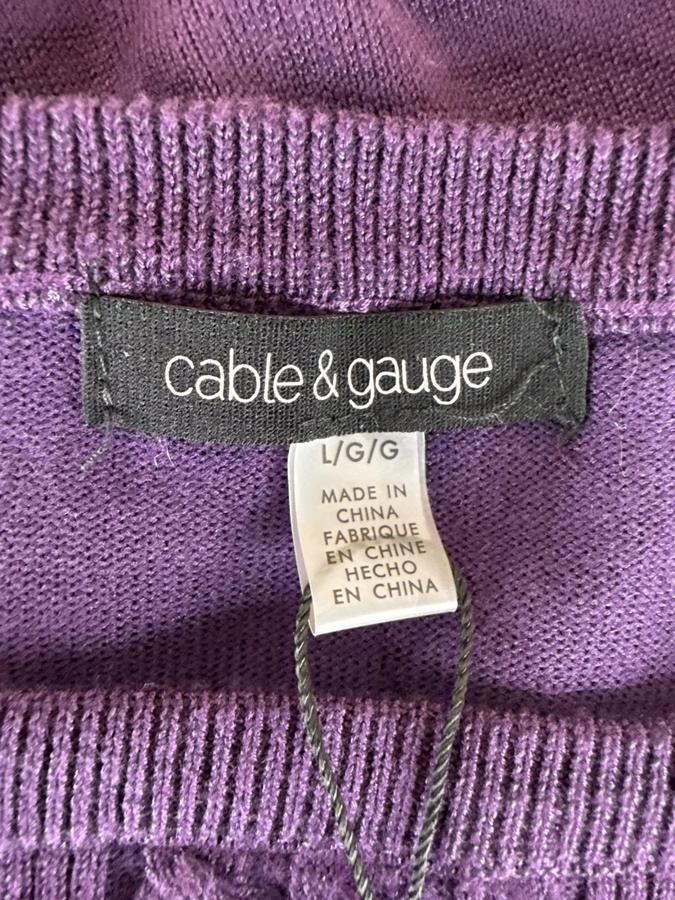 cable & gauge
L/G/G
MADE IN
CHINA
FABRIQUE
EN CHINE
HECHO
EN CHINA